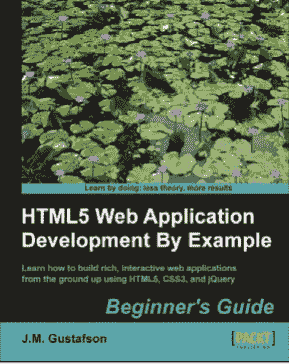 Learn by doing: less theory, more results
HTML5 Web Application
Development By Example
Learn how to build rich, interactive web applications
from the ground up using HTML5, CSS3, and jQuery
Beginner's Guide
J.M. Gustafson
PACKT